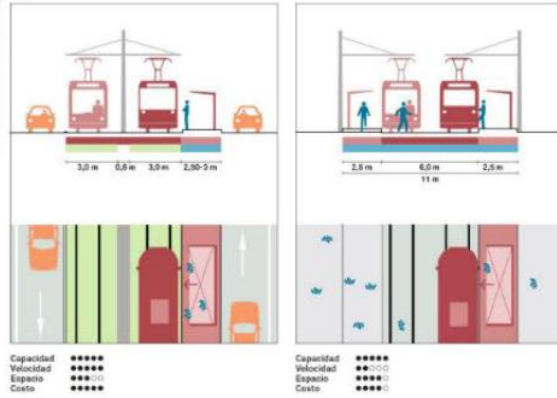 3,0 m 0,6 m 3,0 m 2,50-3 m
2,5 m 6,0 m 2,5 m
11 m
Capacidad
Velocidad
Espacio
Costo
Capacidad
Velocidad
Espacio
Costo